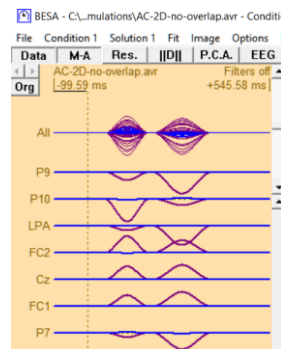 BESA - C:\...mulations\AC-2D-no-overlap.avr - Conditi
File Condition 1 Solution 1 Fit Image Options
Data M-A Res. ||D|| P.C.A. EEG
AC-2D-no-overlap.avr Filters off
Org -99.59 ms +545.58 ms
All
P9
P10
LPA
FC2
Cz
FC1
P7